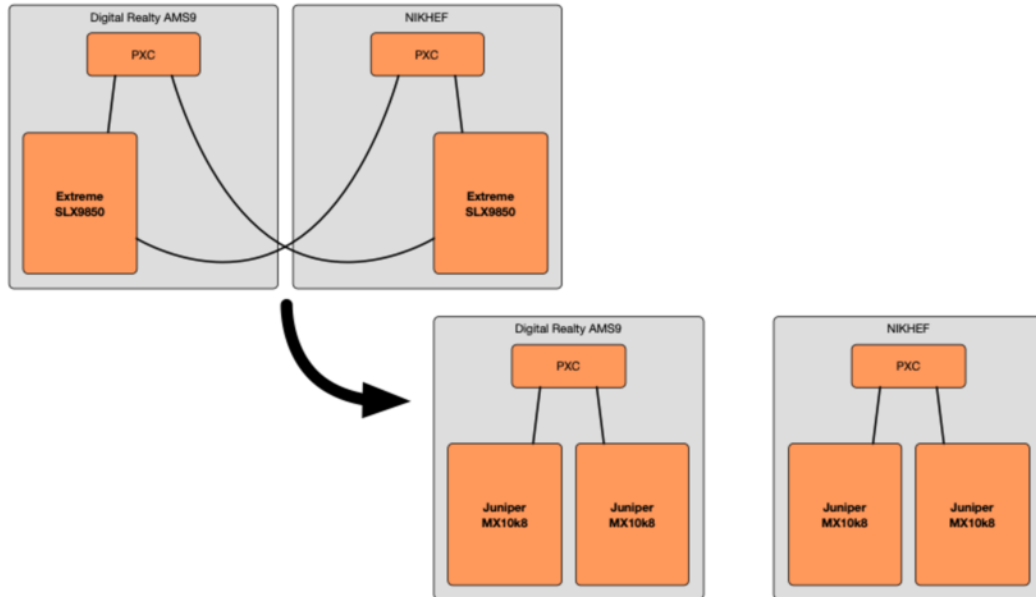 Digital Realty AMS9
NIKHEF
PXC
PXC
Extreme
SLX9850
Extreme
SLX9850
Digital Realty AMS9
NIKHEF
PXC
PXC
Juniper
MX10k8
Juniper
MX10k8
Juniper
MX10k8
Juniper
MX10k8